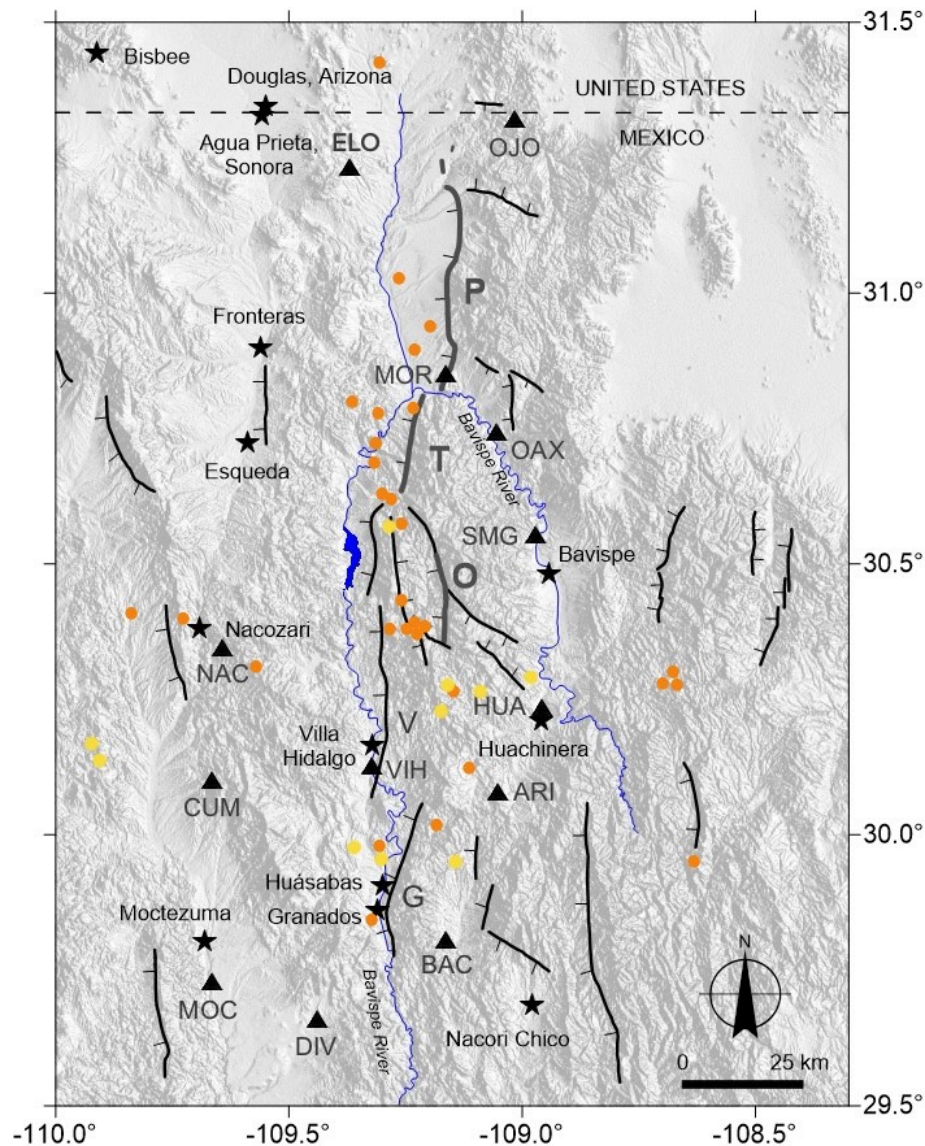 31.5°
Bisbee
Douglas, Arizona
UNITED STATES
MEXICO
Agua Prieta,
Sonora
ELO
OJO
31.0°
P
Fronteras
MOR
Bavispe River
OAX
T
Esqueda
SMG
Bavispe
30.5°
O
Nacozari
NAC
HUA
Huachinera
V
Villa
Hidalgo
VIH
ARI
CUM
30.0°
Huásabas
G
Granados
Moctezuma
BAC
MOC
Bavispe River
DIV
Nacori Chico
N
0
25 km
29.5°
-110.0°
-109.5°
-109.0°
-108.5°